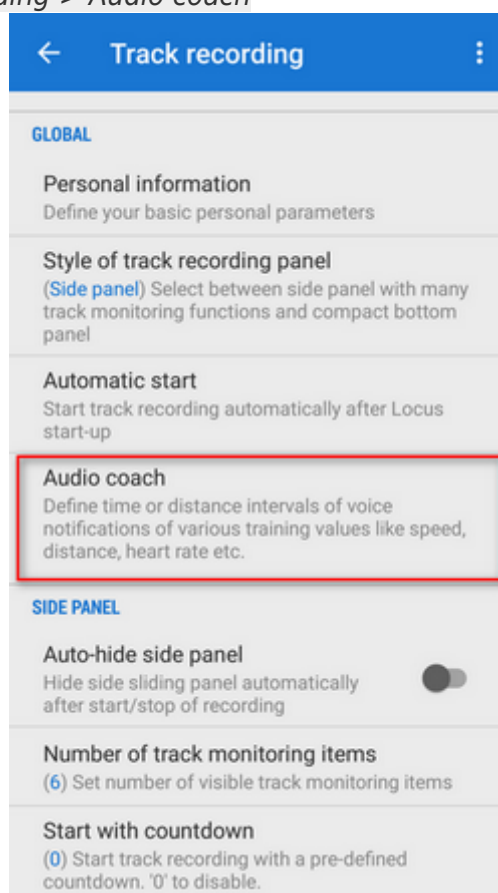 ding > Audio coach
Track recording
GLOBAL
Personal information
Define your basic personal parameters
Style of track recording panel
(Side panel) Select between side panel with many
track monitoring functions and compact bottom
panel
Automatic start
Start track recording automatically after Locus
start-up
Audio coach
Define time or distance intervals of voice
notifications of various training values like speed,
distance, heart rate etc.
SIDE PANEL
Auto-hide side panel
Hide side sliding panel automatically
after start/stop of recording
Number of track monitoring items
(6) Set number of visible track monitoring items
Start with countdown
(0) Start track recording with a pre-defined
countdown. '0' to disable.